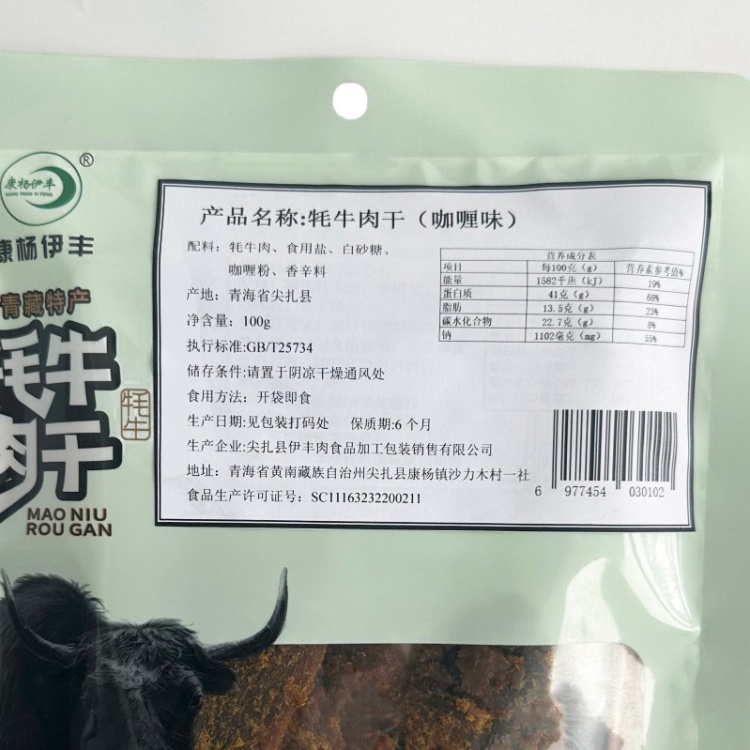 康杨伊丰
®
康杨伊丰
青藏特产
牦牛
肉干
牦牛
MAO NIU
ROU GAN
产品名称:牦牛肉干（咖喱味）
配料：牦牛肉、食用盐、白砂糖、
咖喱粉、香辛料
产地：青海省尖扎县
净含量：100g
执行标准:GB/T25734
储存条件:请置于阴凉干燥通风处
食用方法：开袋即食
生产日期:见包装打码处 保质期:6个月
生产企业:尖扎县伊丰肉食品加工包装销售有限公司
地址：青海省黄南藏族自治州尖扎县康杨镇沙力木村一社
食品生产许可证号：SC11163232200211
营养成分表
项目 每100克（g） 营养素参考值%
能量 1582千焦（kJ） 19%
蛋白质 41克（g） 68%
脂肪 13.5克（g） 23%
碳水化合物 22.7克（g） 8%
钠 1102毫克（mg） 55%
6 977454 030102